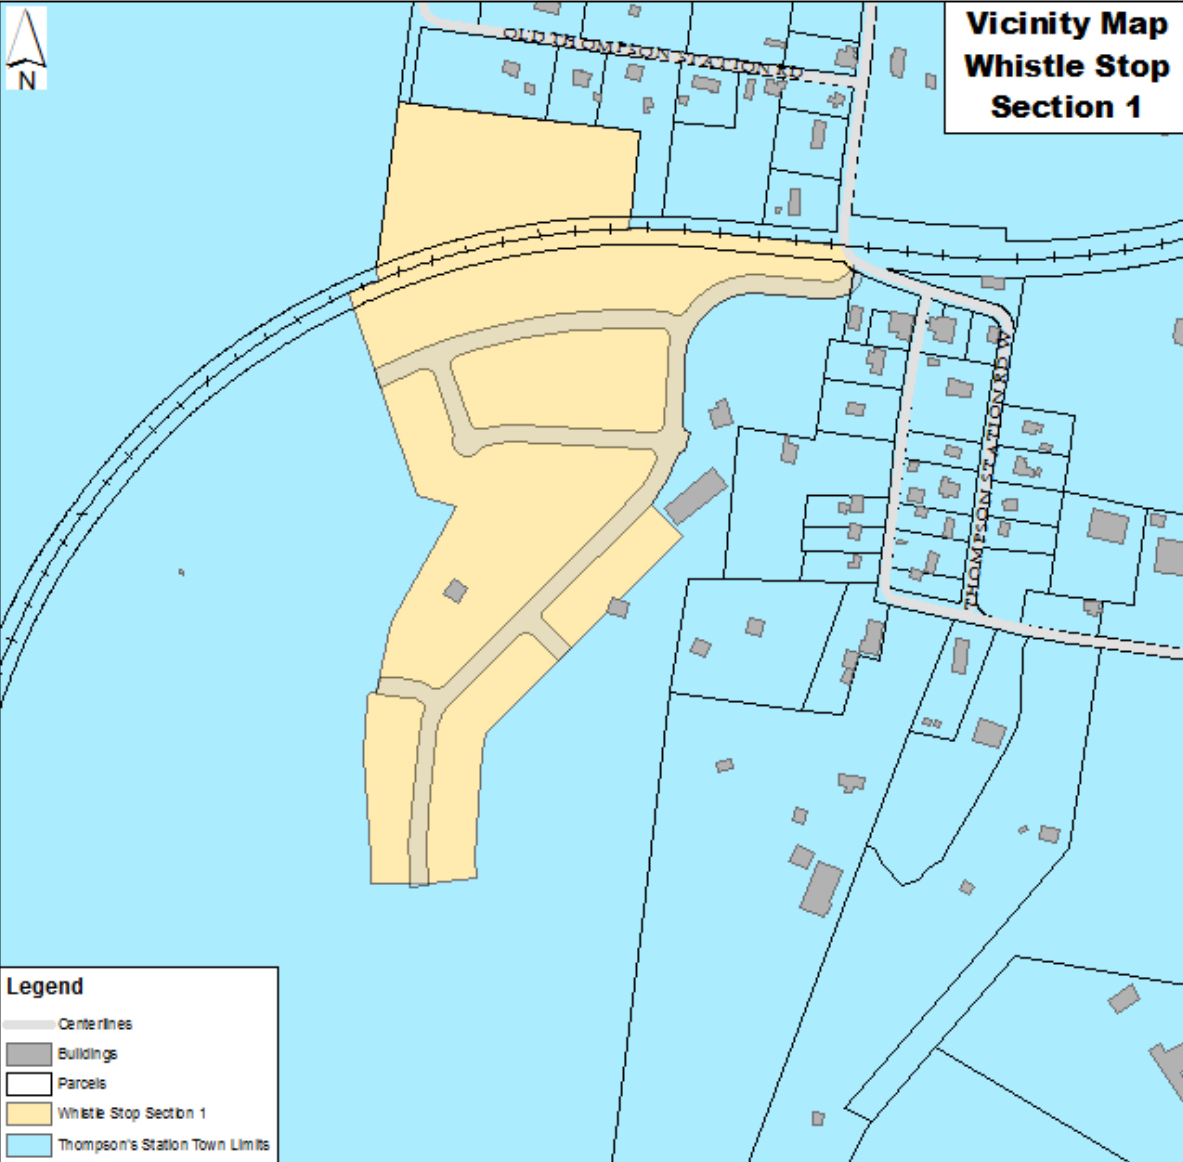 Vicinity Map
Whistle Stop
Section 1
N
OLD THOMPSON STATION RD
THOMPSON STATION RD W
Legend
Centerlines
Buildings
Parcels
Whistle Stop Section 1
Thompson's Station Town Limits